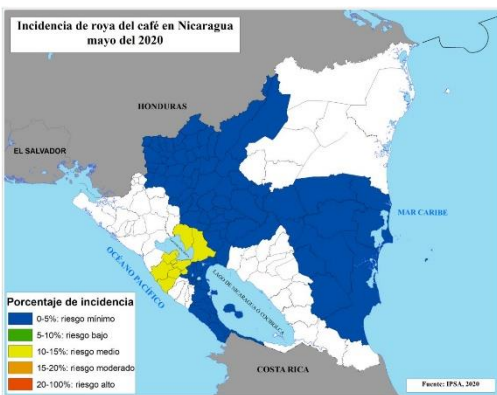 Incidencia de roya del café en Nicaragua
mayo del 2020
HONDURAS
EL SALVADOR
MAR CARIBE
OCÉANO PACÍFICO
LAGO DE NICARAGUA O COCIBOLCA
Porcentaje de incidencia
0-5%: riesgo mínimo
5-10%: riesgo bajo
10-15%: riesgo medio
15-20%: riesgo moderado
20-100%: riesgo alto
COSTA RICA
Fuente: IPSA, 2020